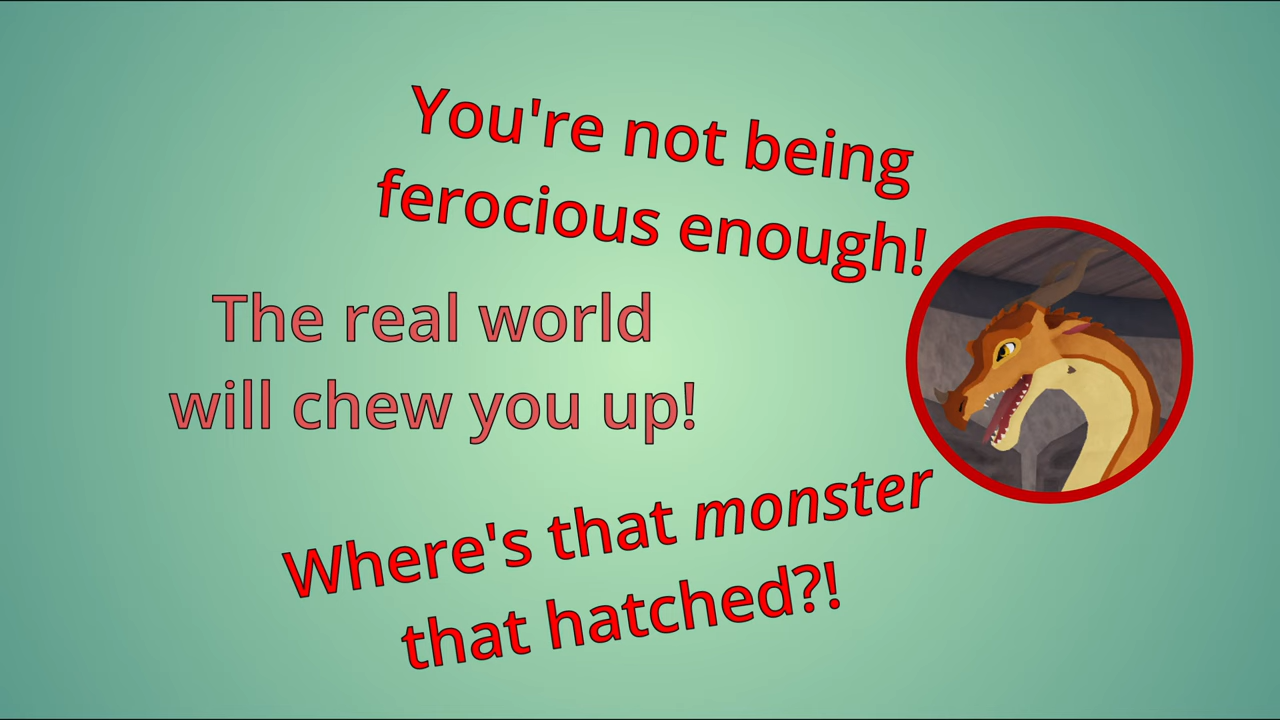 You're not being
ferocious enough!
The real world
will chew you up!
Where's that monster
that hatched?!